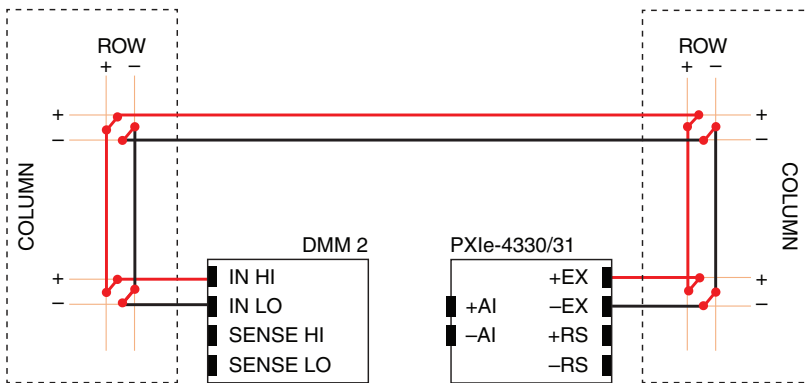 ROW
+ –
+
–
COLUMN
+
–
DMM 2
IN HI
IN LO
SENSE HI
SENSE LO
PXIe-4330/31
+EX
–EX
+AI
–AI
+RS
–RS
ROW
+ –
+
–
COLUMN
+
–